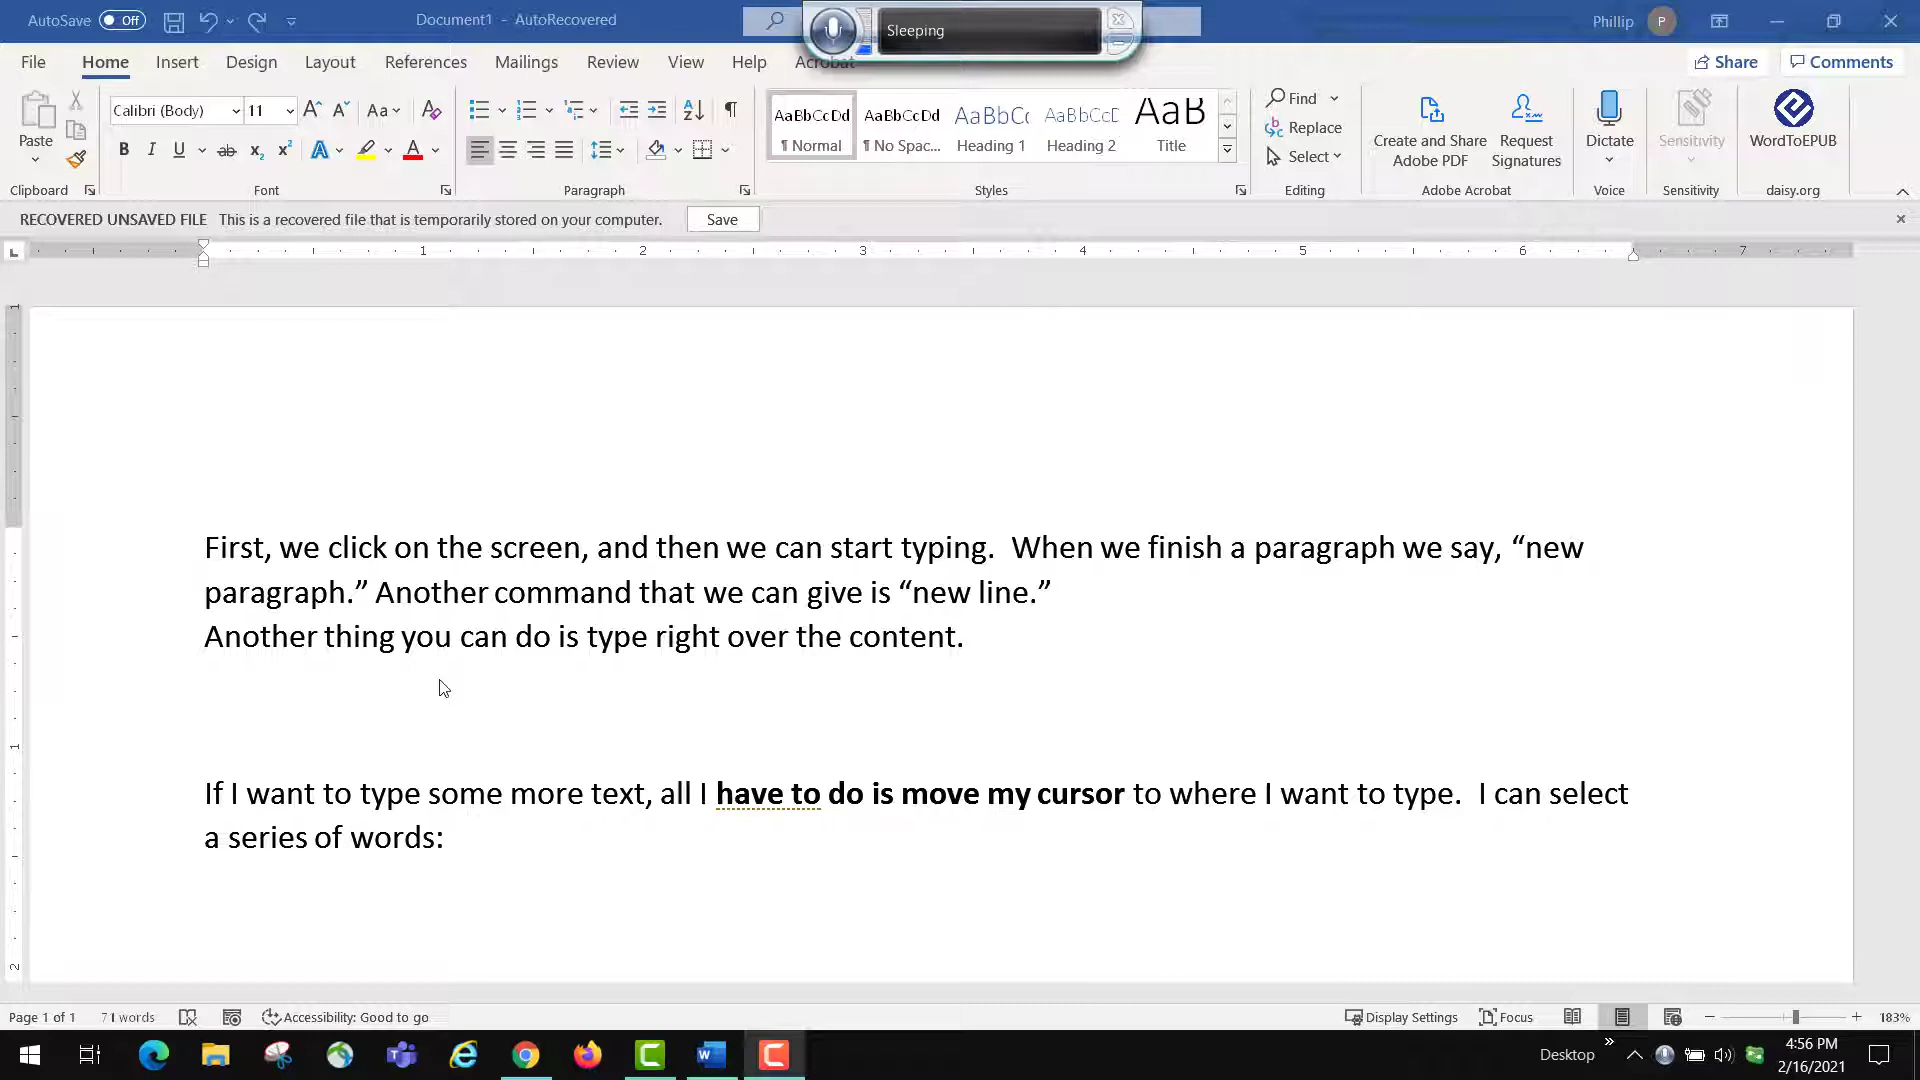 AutoSave Off Document1 - AutoRecovered Sleeping Phillip P
File Home Insert Design Layout References Mailings Review View Help Acrobat Share Comments
Paste
Clipboard
Calibri (Body) 11
Font
Paragraph
AaBbCcDd AaBbCcDd AaBbCc AaBbCcD AaB
¶ Normal ¶ No Spac... Heading 1 Heading 2 Title
Styles
Find
Replace
Select
Editing
Create and Share
Adobe PDF
Request
Signatures
Adobe Acrobat
Dictate
Voice
Sensitivity
Sensitivity
WordToEPUB
daisy.org
RECOVERED UNSAVED FILE This is a recovered file that is temporarily stored on your computer. Save
1 2 3 4 5 6 7
First, we click on the screen, and then we can start typing.  When we finish a paragraph we say, “new
paragraph.” Another command that we can give is “new line.”
Another thing you can do is type right over the content.
If I want to type some more text, all I have to do is move my cursor to where I want to type.  I can select
a series of words:
Page 1 of 1 71 words Accessibility: Good to go Display Settings Focus 183%
Desktop 4:56 PM
2/16/2021